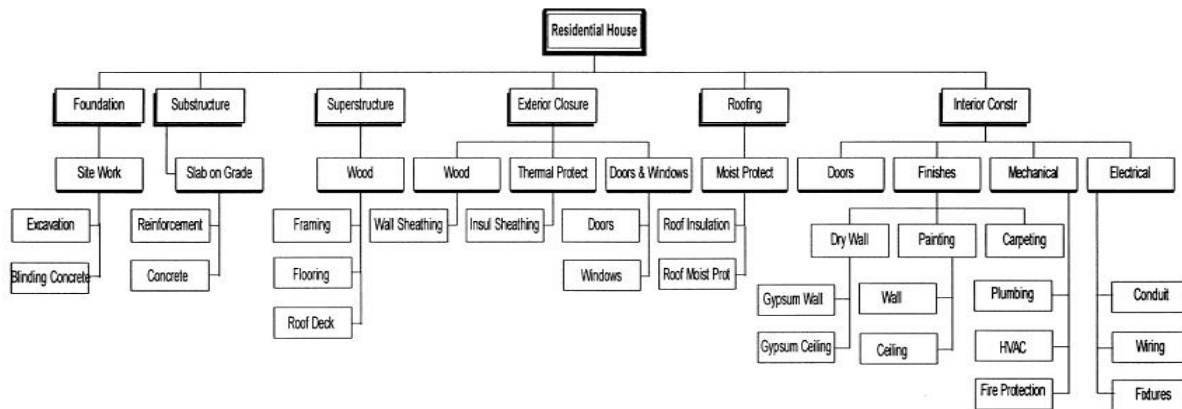 Residential House
Foundation
Substructure
Superstructure
Exterior Closure
Roofing
Interior Constr
Site Work
Slab on Grade
Wood
Wood
Thermal Protect
Doors & Windows
Moist Protect
Doors
Finishes
Mechanical
Electrical
Excavation
Reinforcement
Framing
Wall Sheathing
Insul Sheathing
Doors
Roof Insulation
Dry Wall
Painting
Carpeting
Blinding Concrete
Concrete
Flooring
Windows
Roof Moist Prot
Gypsum Wall
Wall
Plumbing
Conduit
Roof Deck
Gypsum Ceiling
Ceiling
HVAC
Wiring
Fire Protection
Fixtures